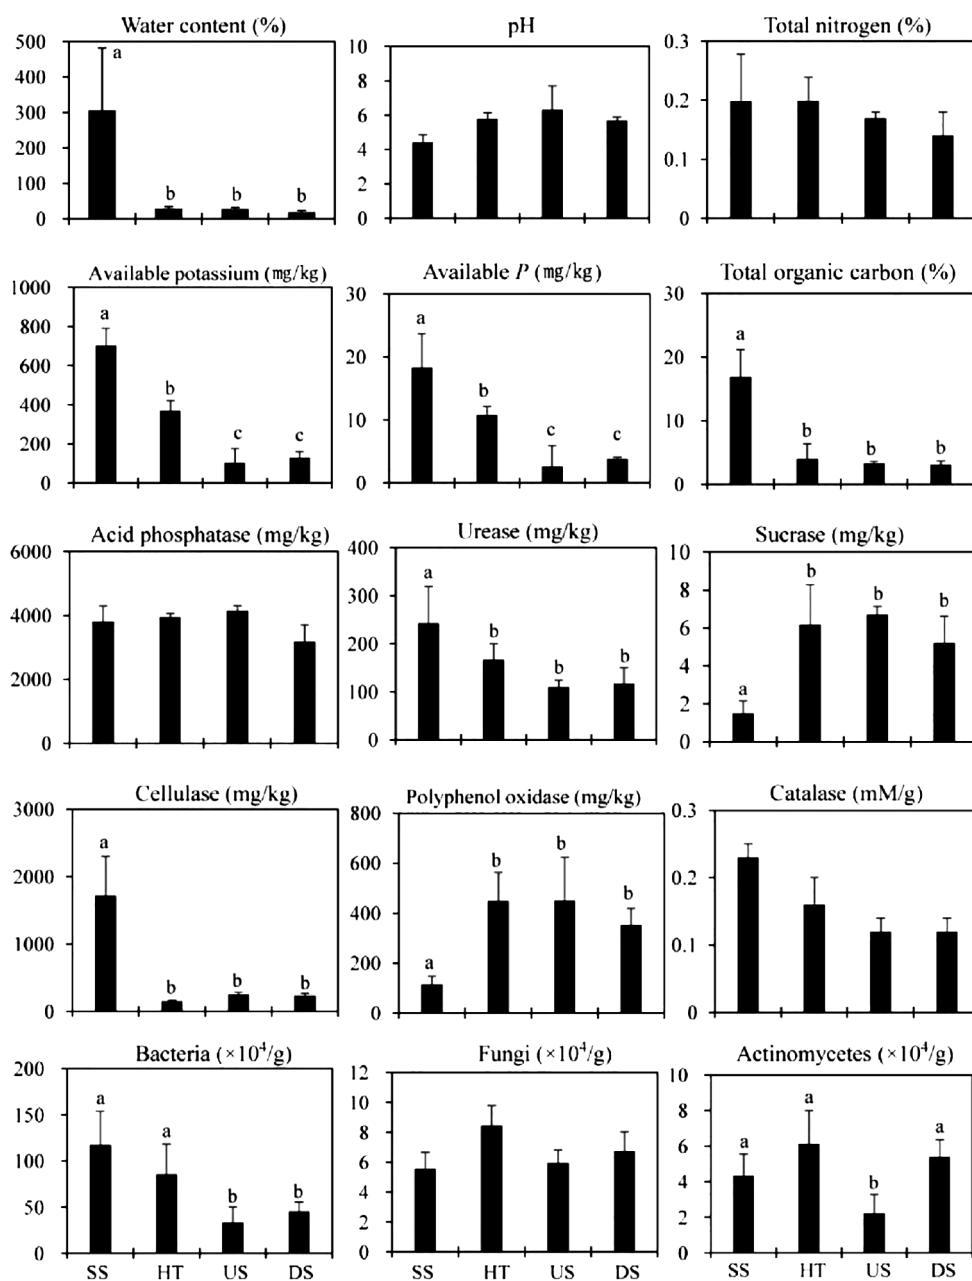 Water content (%)
500
400
300
200
100
0
a
b
b
b
pH
10
8
6
4
2
0
Total nitrogen (%)
0.3
0.2
0.1
0
Available potassium (mg/kg)
1000
800
600
400
200
0
a
b
c
c
Available P (mg/kg)
30
20
10
0
a
b
c
c
Total organic carbon (%)
30
20
10
0
a
b
b
b
Acid phosphatase (mg/kg)
6000
4000
2000
0
Urease (mg/kg)
400
300
200
100
0
a
b
b
b
Sucrase (mg/kg)
10
8
6
4
2
0
a
b
b
b
Cellulase (mg/kg)
3000
2000
1000
0
a
b
b
b
Polyphenol oxidase (mg/kg)
800
600
400
200
0
a
b
b
b
Catalase (mM/g)
0.3
0.2
0.1
0
Bacteria (×10⁴/g)
200
150
100
50
0
a
a
b
b
SS HT US DS
Fungi (×10⁴/g)
12
10
8
6
4
2
0
SS HT US DS
Actinomycetes (×10⁴/g)
10
8
6
4
2
0
a
a
b
a
SS HT US DS